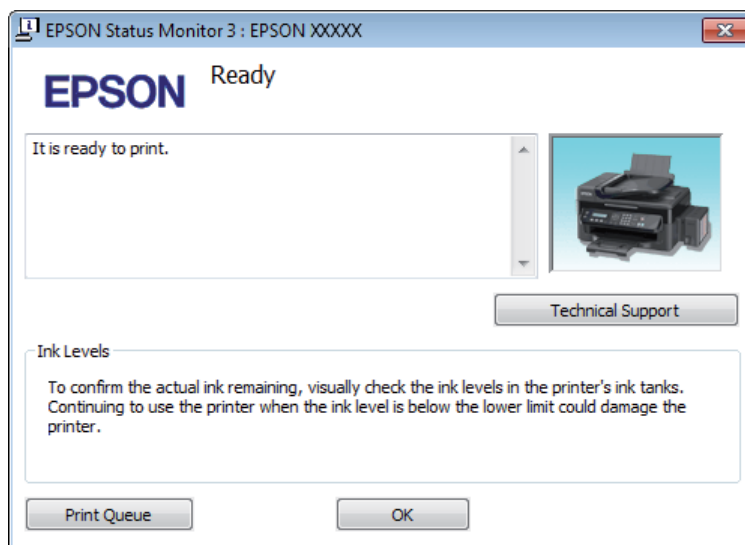 EPSON Status Monitor 3 : EPSON XXXXX
EPSON
Ready
It is ready to print.
Technical Support
Ink Levels
To confirm the actual ink remaining, visually check the ink levels in the printer's ink tanks.
Continuing to use the printer when the ink level is below the lower limit could damage the
printer.
Print Queue
OK